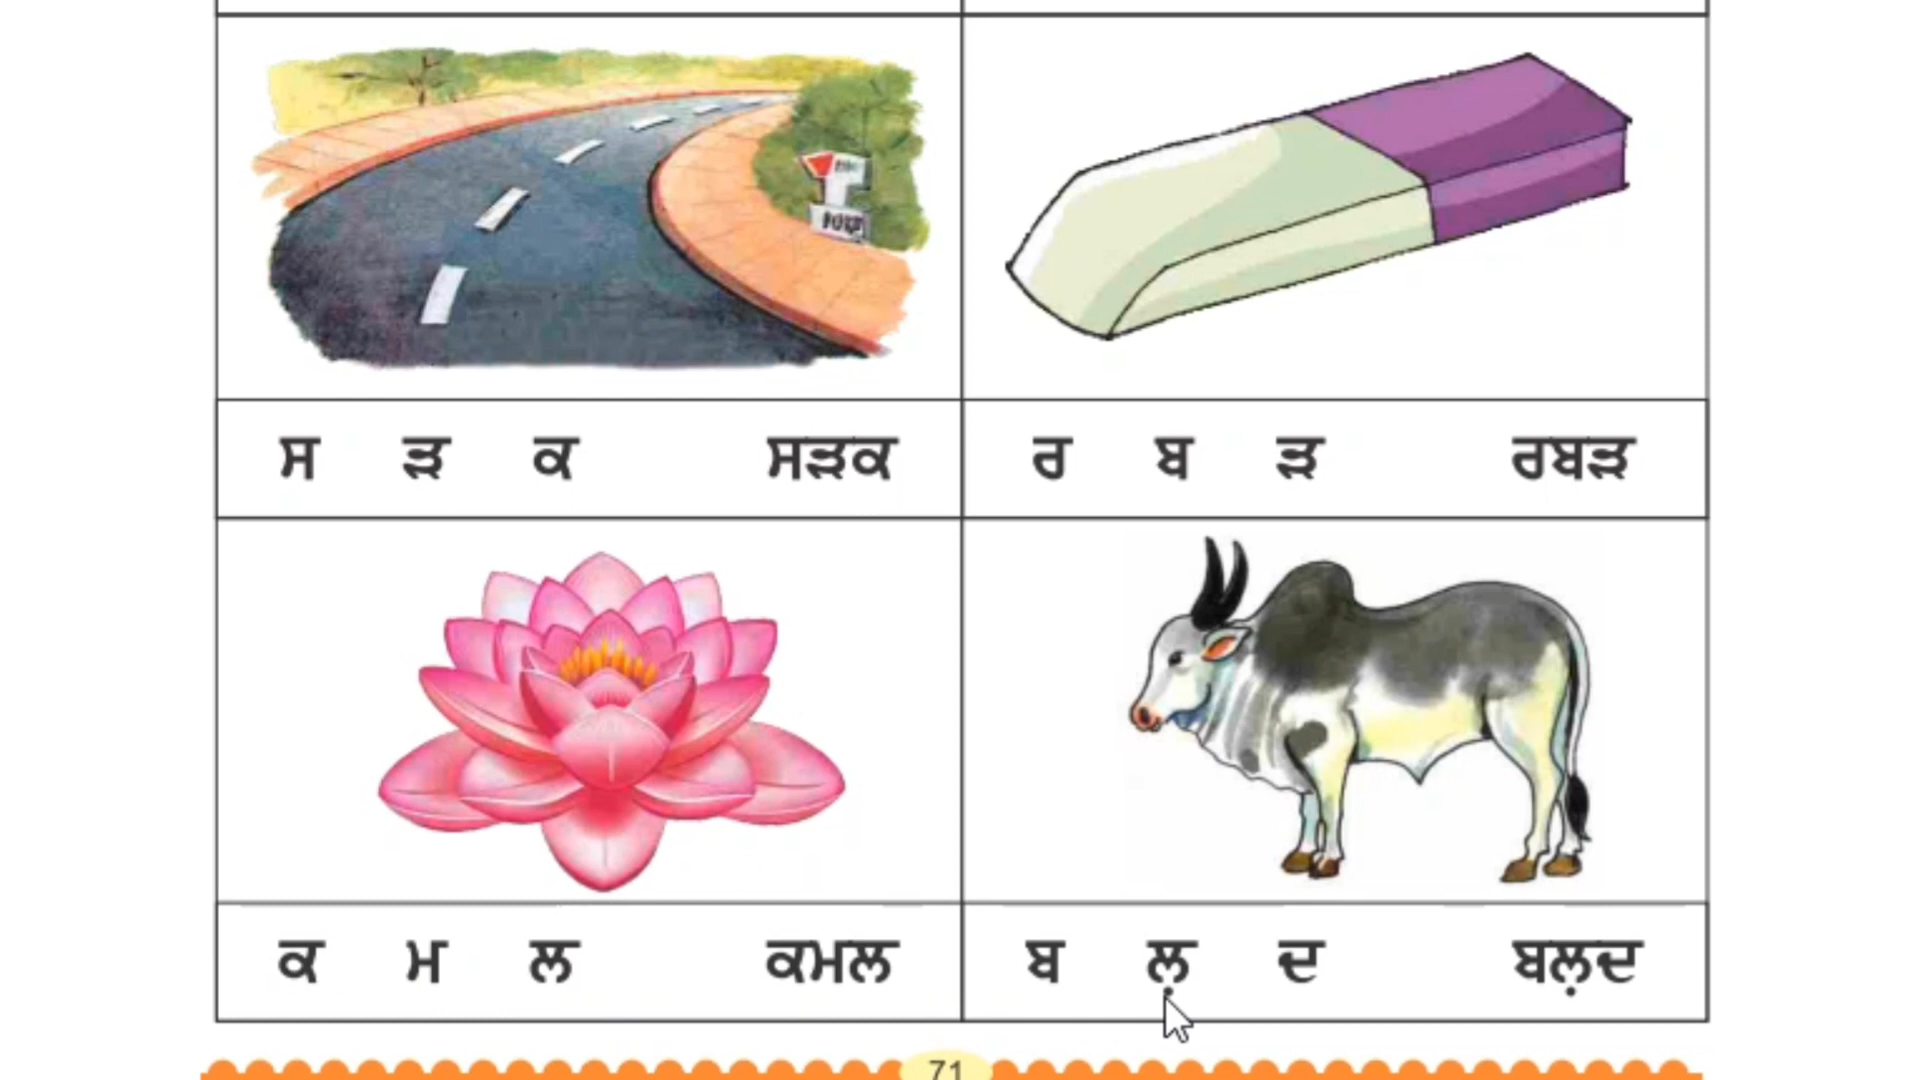 ਸ ੜ ਕ ਸੜਕ
ਰ ਬ ੜ ਰਬੜ
ਕ ਮ ਲ ਕਮਲ
ਬ ਲ਼ ਦ ਬਲ਼ਦ
71